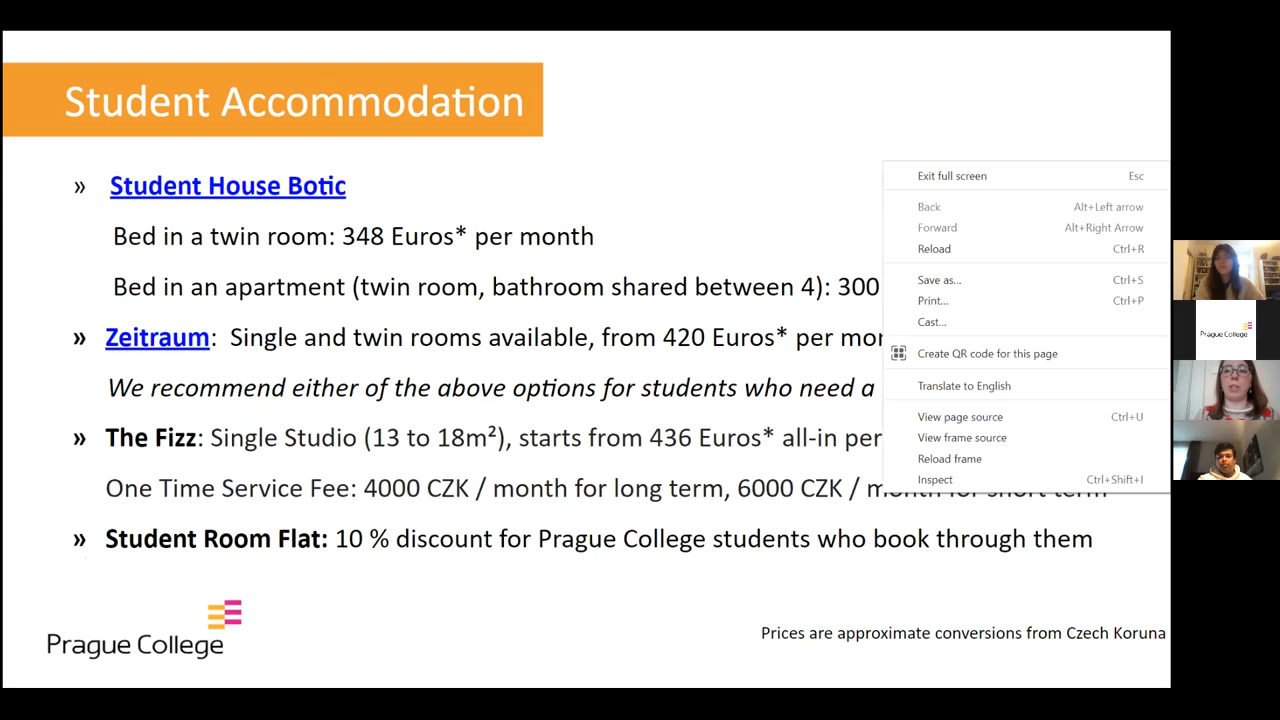 Student Accommodation
» Student House Botic
Bed in a twin room: 348 Euros* per month
Bed in an apartment (twin room, bathroom shared between 4): 300
» Zeitraum: Single and twin rooms available, from 420 Euros* per mon
We recommend either of the above options for students who need a
» The Fizz: Single Studio (13 to 18m²), starts from 436 Euros* all-in per
One Time Service Fee: 4000 CZK / month for long term, 6000 CZK / month for short term
» Student Room Flat: 10 % discount for Prague College students who book through them
Prague College
Prices are approximate conversions from Czech Koruna
Exit full screen Esc
Back Alt+Left arrow
Forward Alt+Right Arrow
Reload Ctrl+R
Save as... Ctrl+S
Print... Ctrl+P
Cast...
Create QR code for this page
Translate to English
View page source Ctrl+U
View frame source
Reload frame
Inspect Ctrl+Shift+I
Prague College